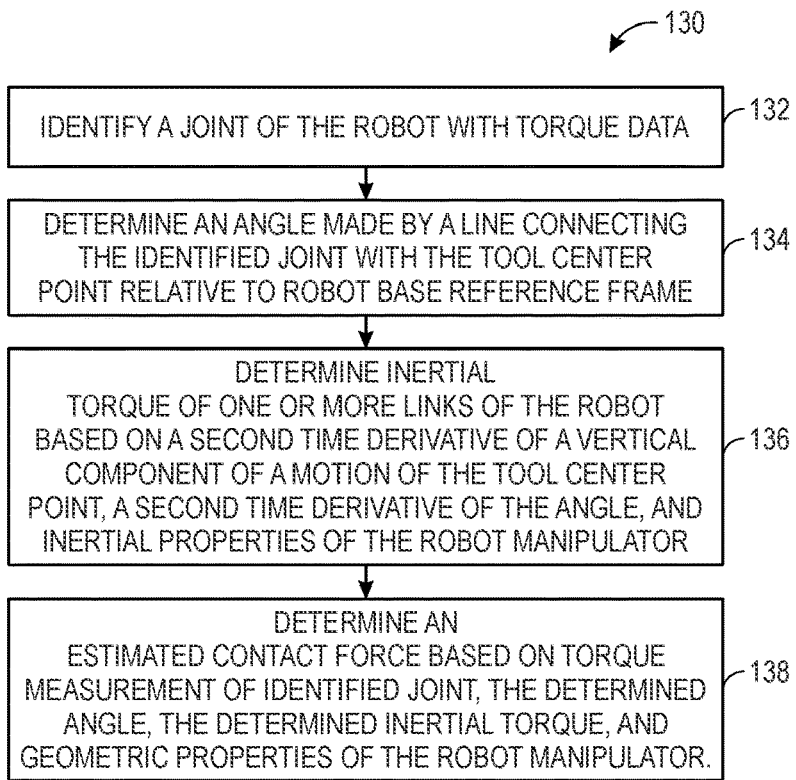 130
IDENTIFY A JOINT OF THE ROBOT WITH TORQUE DATA
132
DETERMINE AN ANGLE MADE BY A LINE CONNECTING
THE IDENTIFIED JOINT WITH THE TOOL CENTER
POINT RELATIVE TO ROBOT BASE REFERENCE FRAME
134
DETERMINE INERTIAL
TORQUE OF ONE OR MORE LINKS OF THE ROBOT
BASED ON A SECOND TIME DERIVATIVE OF A VERTICAL
COMPONENT OF A MOTION OF THE TOOL CENTER
POINT, A SECOND TIME DERIVATIVE OF THE ANGLE, AND
INERTIAL PROPERTIES OF THE ROBOT MANIPULATOR
136
DETERMINE AN
ESTIMATED CONTACT FORCE BASED ON TORQUE
MEASUREMENT OF IDENTIFIED JOINT, THE DETERMINED
ANGLE, THE DETERMINED INERTIAL TORQUE, AND
GEOMETRIC PROPERTIES OF THE ROBOT MANIPULATOR.
138